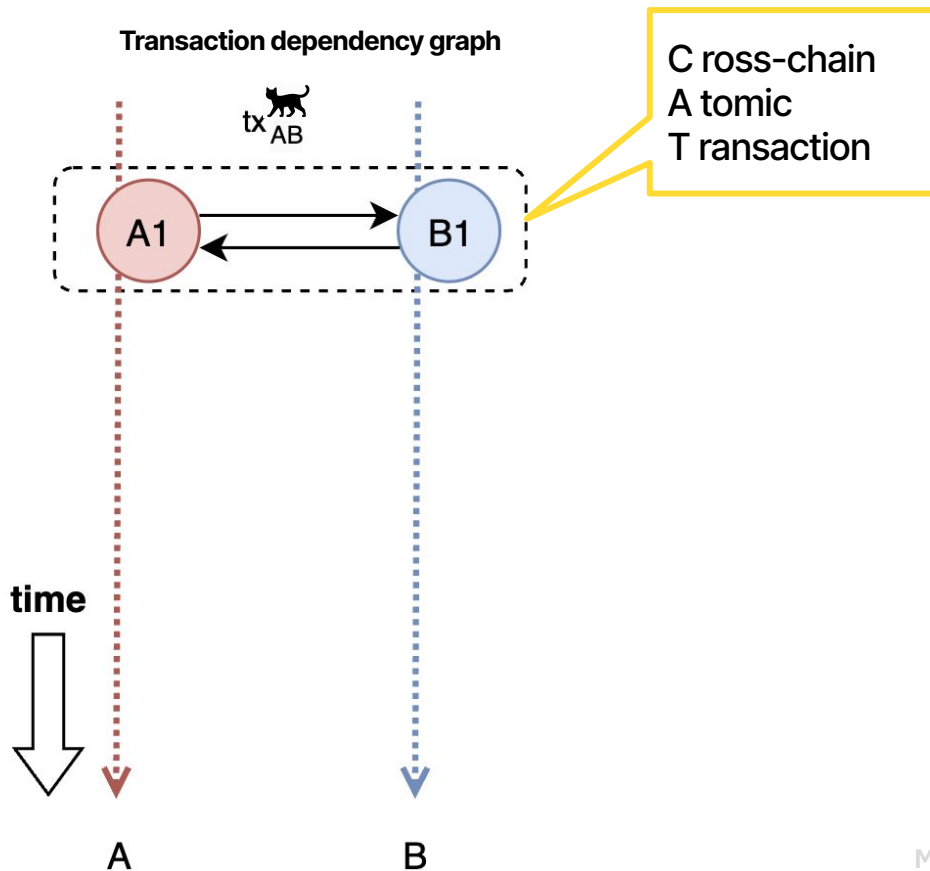 Transaction dependency graph
tx AB
C ross-chain
A tomic
T ransaction
A1
B1
time
A
B
M